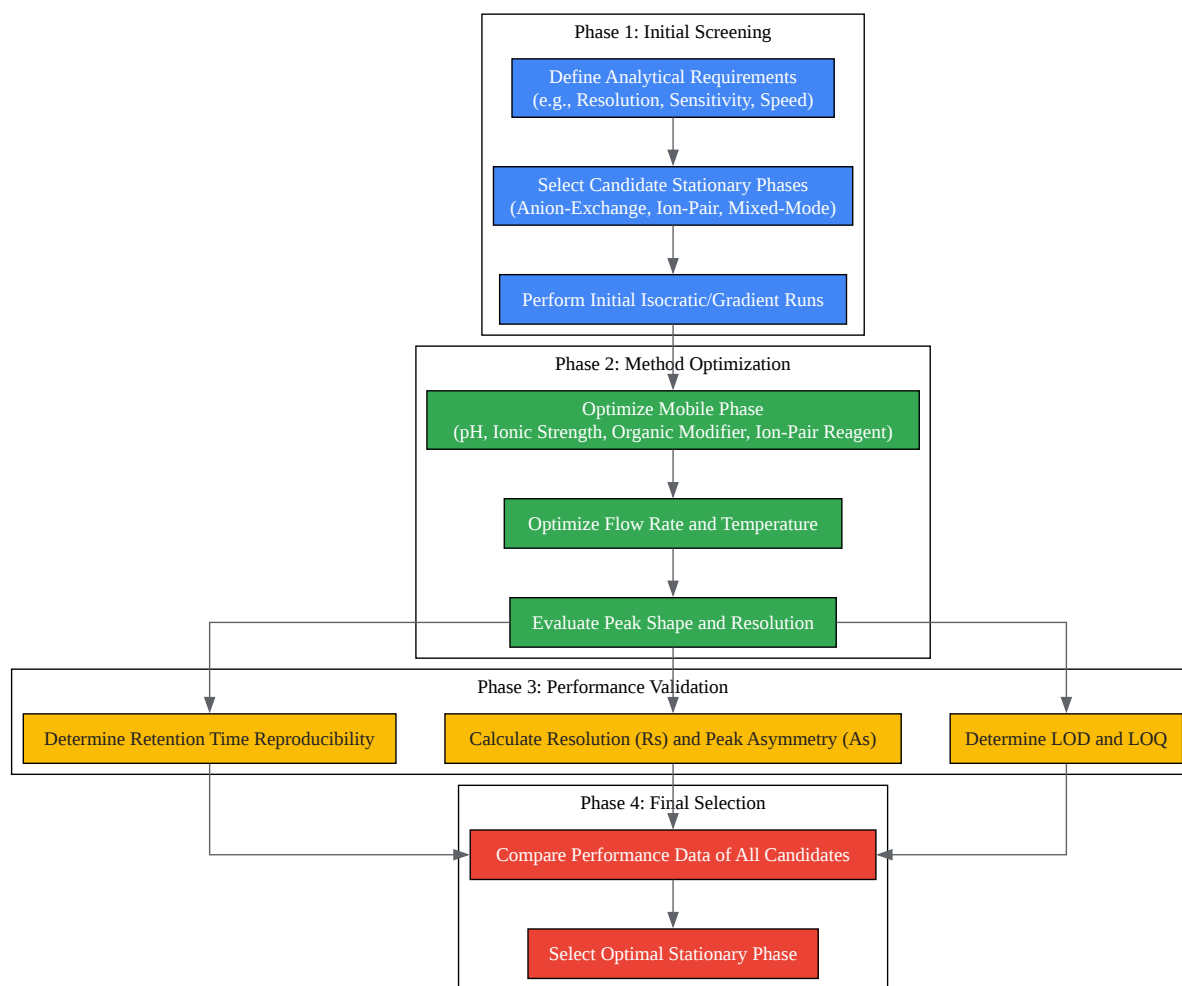 Phase 1: Initial Screening
Define Analytical Requirements
(e.g., Resolution, Sensitivity, Speed)
Select Candidate Stationary Phases
(Anion-Exchange, Ion-Pair, Mixed-Mode)
Perform Initial Isocratic/Gradient Runs
Phase 2: Method Optimization
Optimize Mobile Phase
(pH, Ionic Strength, Organic Modifier, Ion-Pair Reagent)
Optimize Flow Rate and Temperature
Evaluate Peak Shape and Resolution
Phase 3: Performance Validation
Determine Retention Time Reproducibility
Calculate Resolution (Rs) and Peak Asymmetry (As)
Determine LOD and LOQ
Phase 4: Final Selection
Compare Performance Data of All Candidates
Select Optimal Stationary Phase